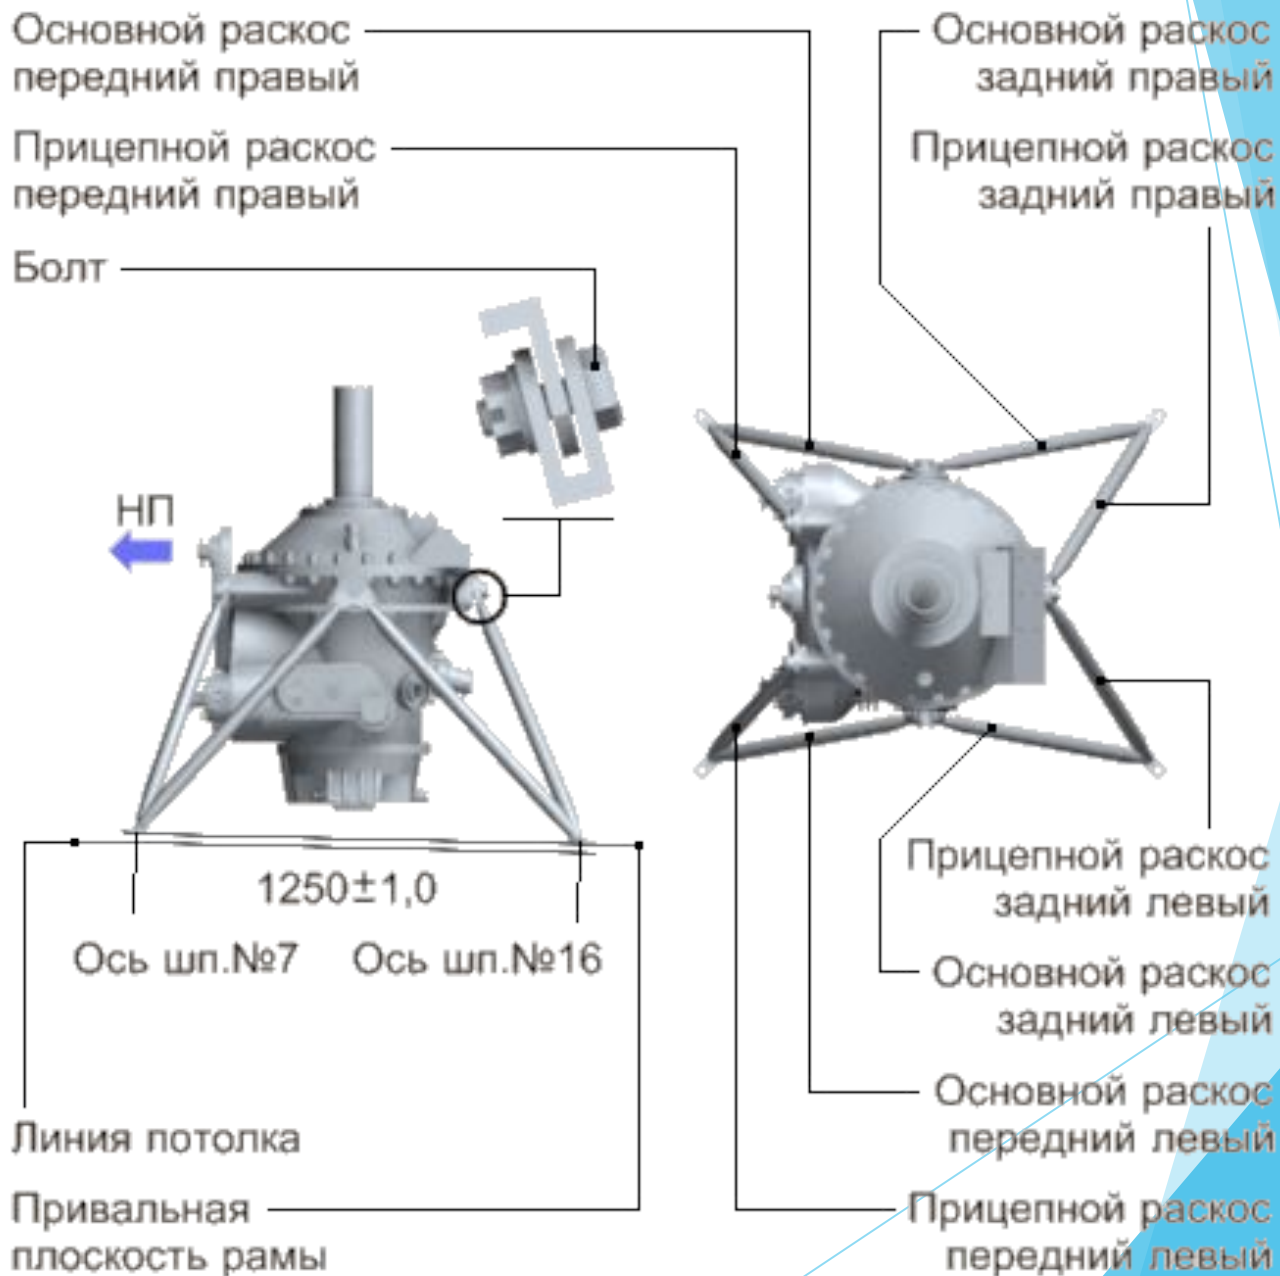 Основной раскос
передний правый
Прицепной раскос
передний правый
Болт
Основной раскос
задний правый
Прицепной раскос
задний правый
НП
1250±1,0
Ось шп.№7
Ось шп.№16
Линия потолка
Привальная
плоскость рамы
Прицепной раскос
задний левый
Основной раскос
задний левый
Основной раскос
передний левый
Прицепной раскос
передний левый